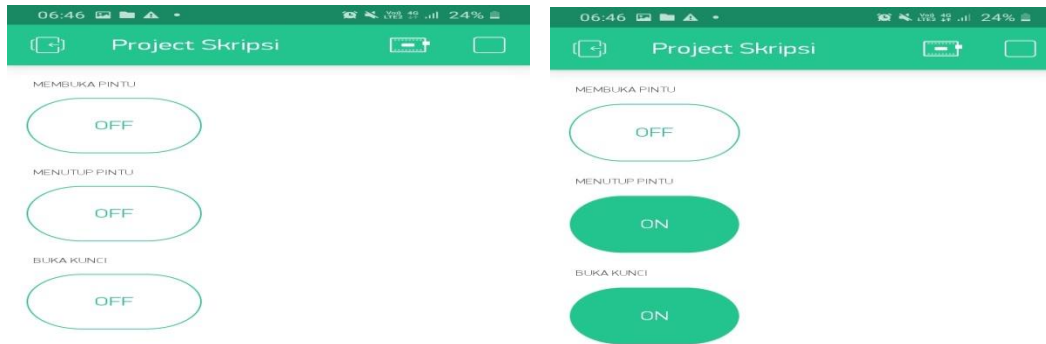 06:46 24%
Project Skripsi
MEMBUKA PINTU
OFF
MENUTUP PINTU
OFF
BUKA KUNCI
OFF
06:46 24%
Project Skripsi
MEMBUKA PINTU
OFF
MENUTUP PINTU
ON
BUKA KUNCI
ON